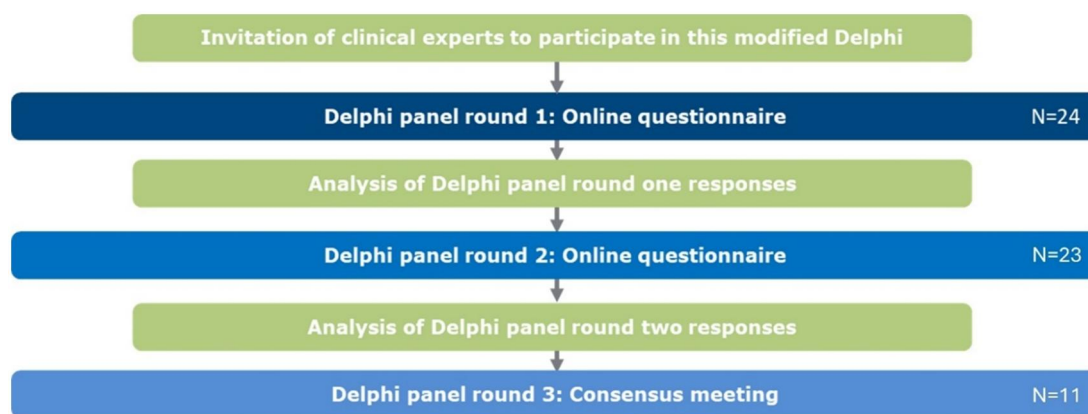 Invitation of clinical experts to participate in this modified Delphi
Delphi panel round 1: Online questionnaire N=24
Analysis of Delphi panel round one responses
Delphi panel round 2: Online questionnaire N=23
Analysis of Delphi panel round two responses
Delphi panel round 3: Consensus meeting N=11